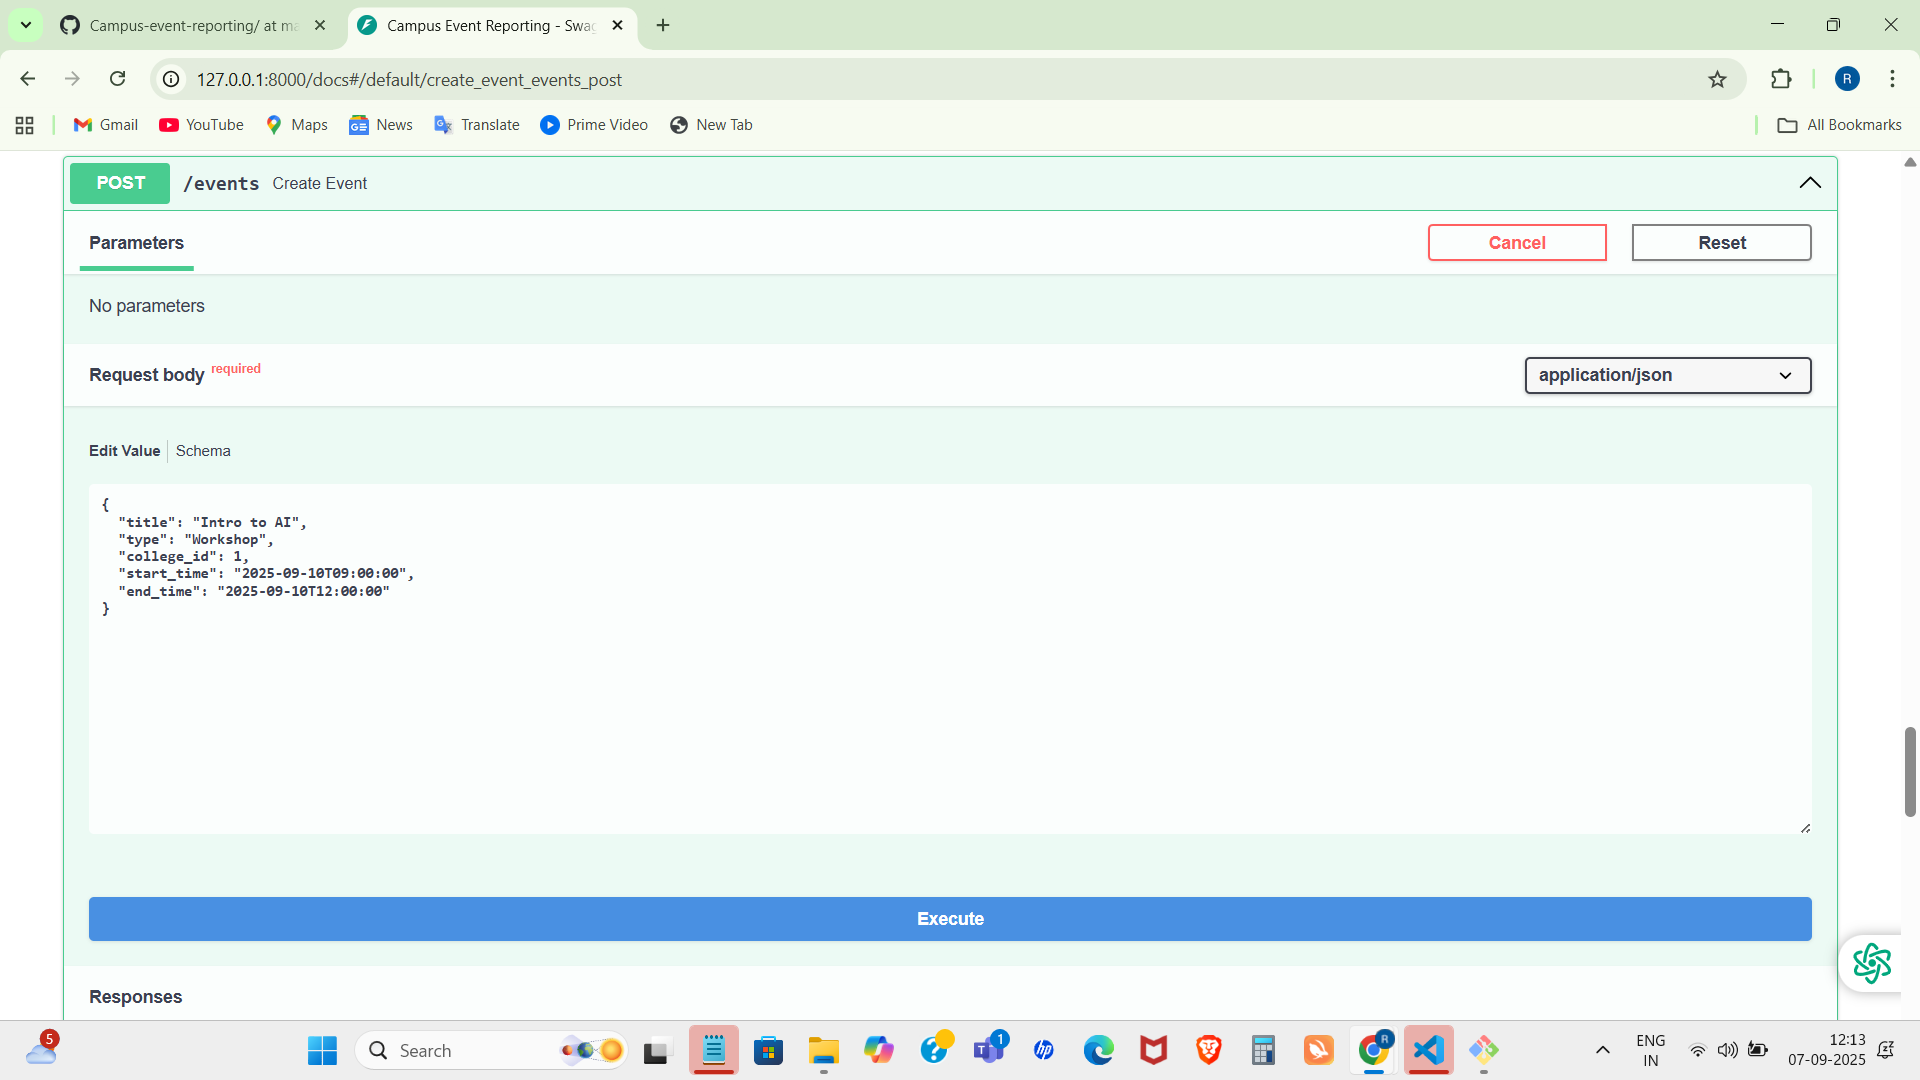 Campus-event-reporting/ at ma
Campus Event Reporting - Swag
127.0.0.1:8000/docs#/default/create_event_events_post
R
Gmail
YouTube
Maps
News
Translate
Prime Video
New Tab
All Bookmarks
POST /events Create Event
Parameters
Cancel
Reset
No parameters
Request body required
application/json
Edit Value
Schema
{
"title": "Intro to AI",
"type": "Workshop",
"college_id": 1,
"start_time": "2025-09-10T09:00:00",
"end_time": "2025-09-10T12:00:00"
}
Execute
Responses
5
Search
1
hp
R
ENG
IN
12:13
07-09-2025